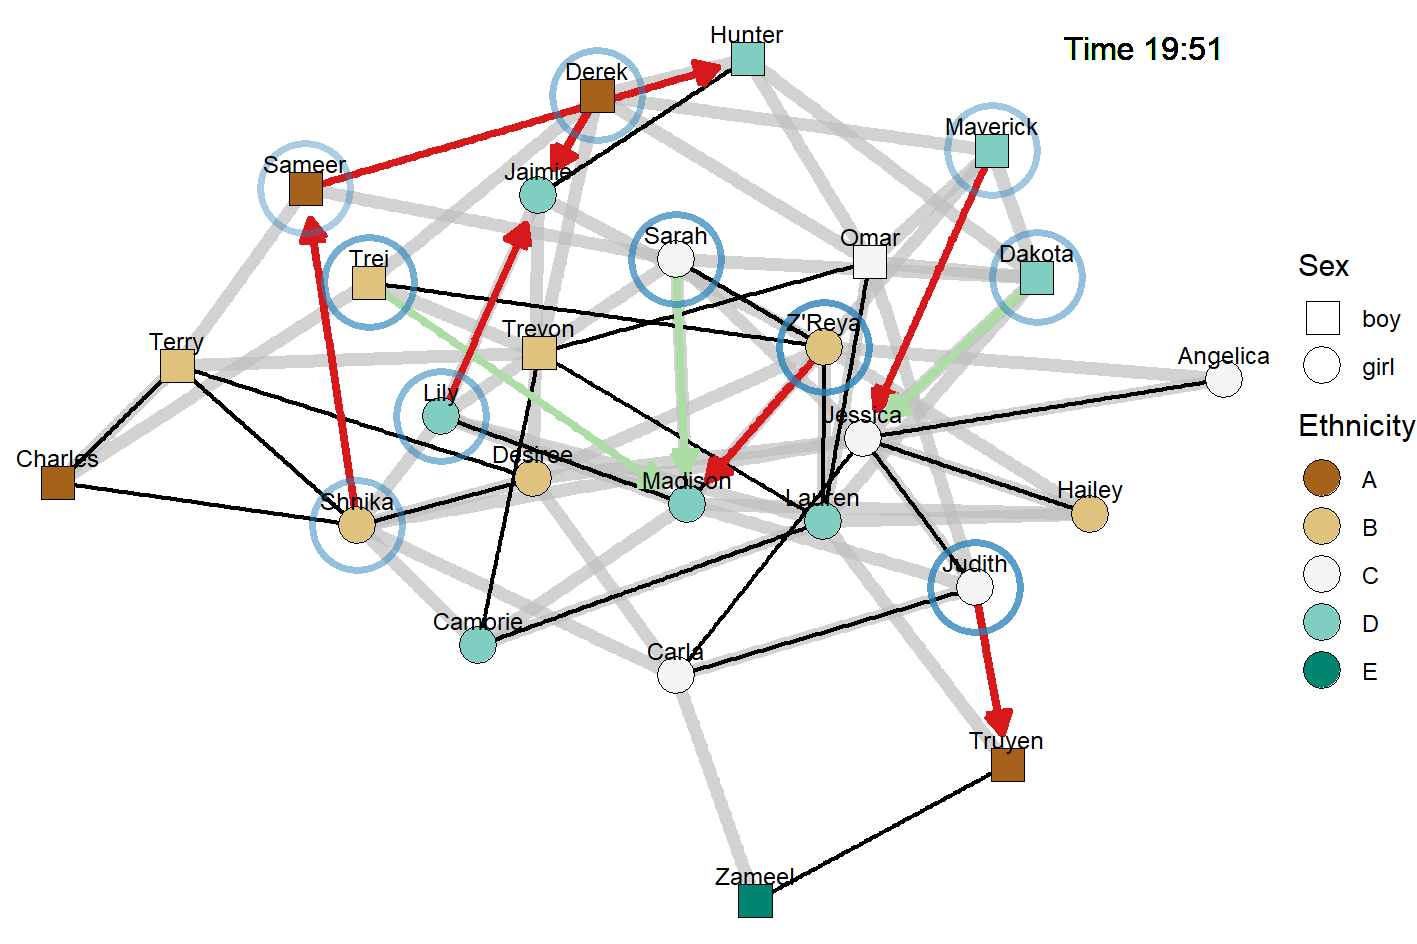 Hunter
Time 19:51
Derek
Maverick
Sameer
Jaimie
Sarah
Omar
Trei
Dakota
Sex
boy
girl
Z'Reya
Trevon
Terry
Angelica
Lily
Jessica
Ethnicity
A
B
C
D
E
Charles
Desiree
Madison
Lauren
Hailey
Shnika
Judith
Cambrie
Carla
Truyen
Zameel